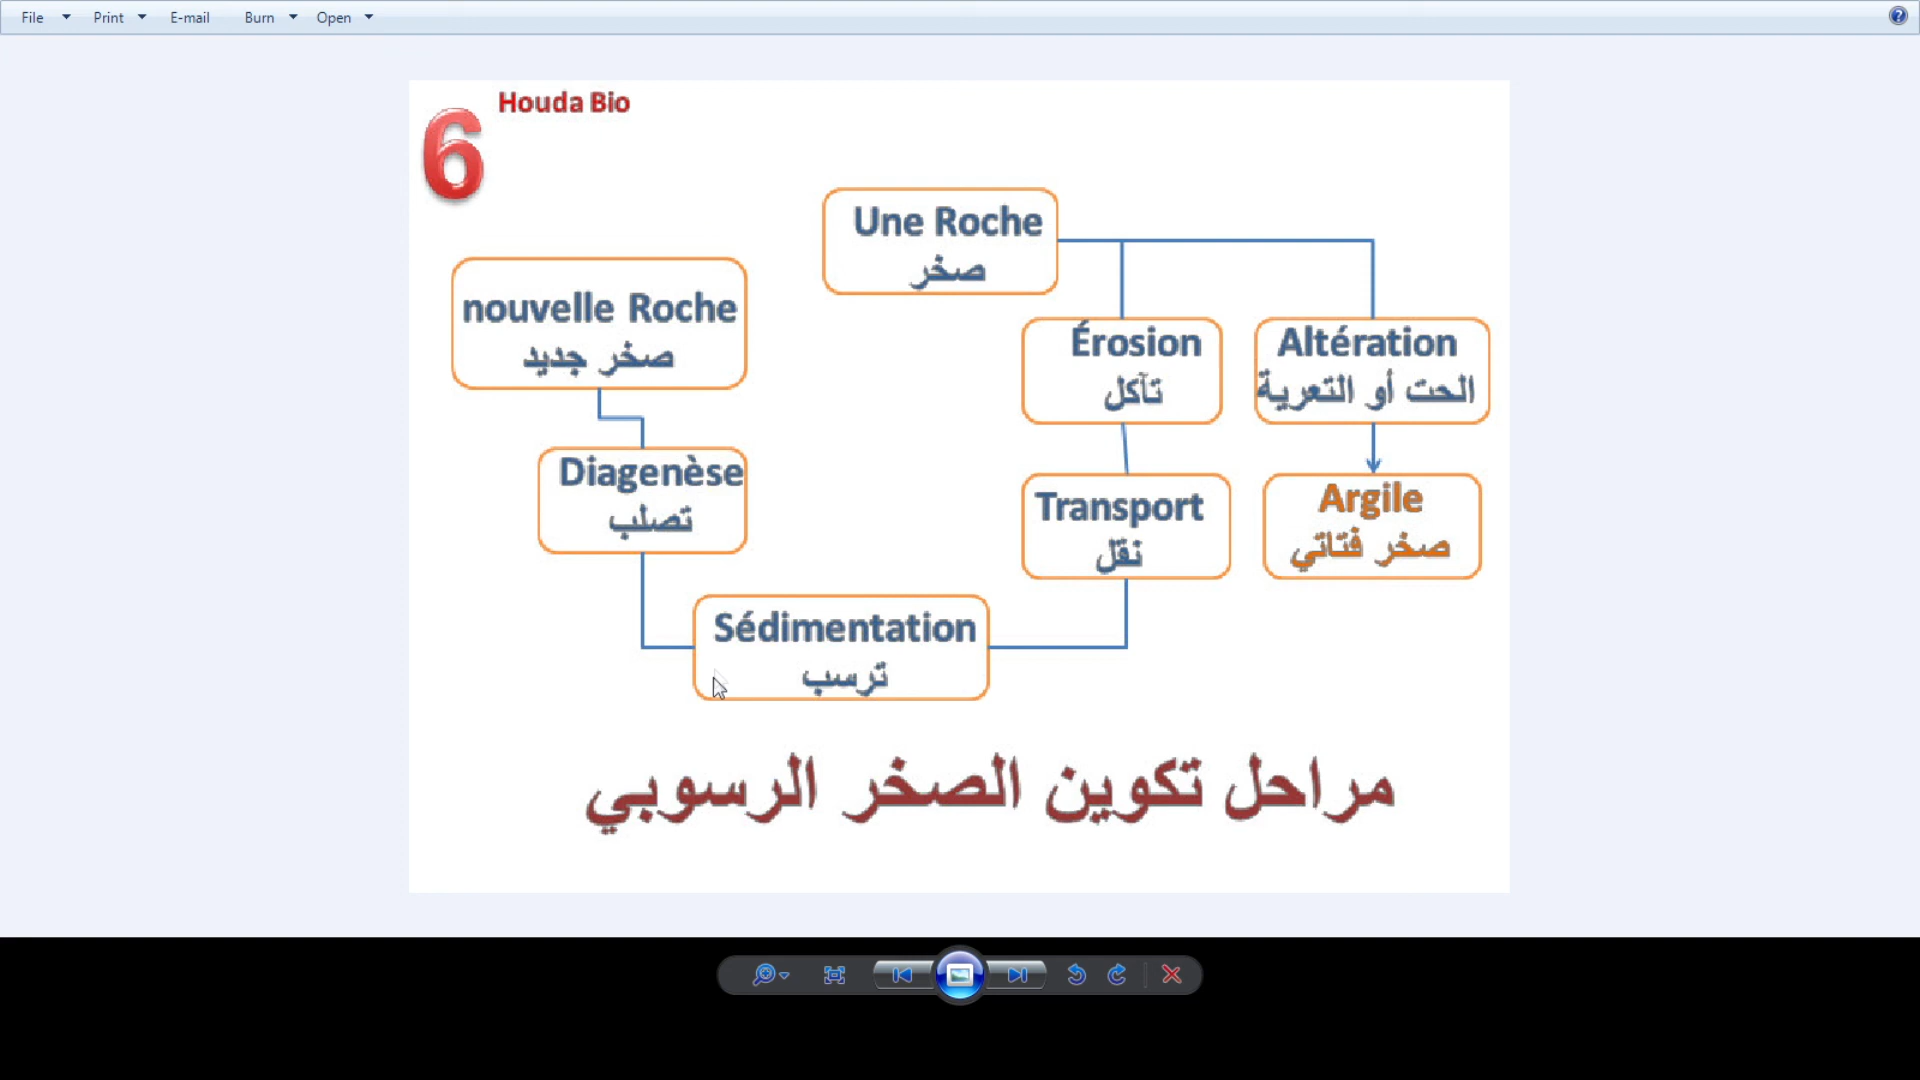 File
Print
E-mail
Burn
Open
6
Houda Bio
Une Roche
صخر
nouvelle Roche
صخر جديد
Érosion
تآكل
Altération
الحت أو التعرية
Diagenèse
تصلب
Transport
نقل
Argile
صخر فتاتي
Sédimentation
ترسب
مراحل تكوين الصخر الرسوبي